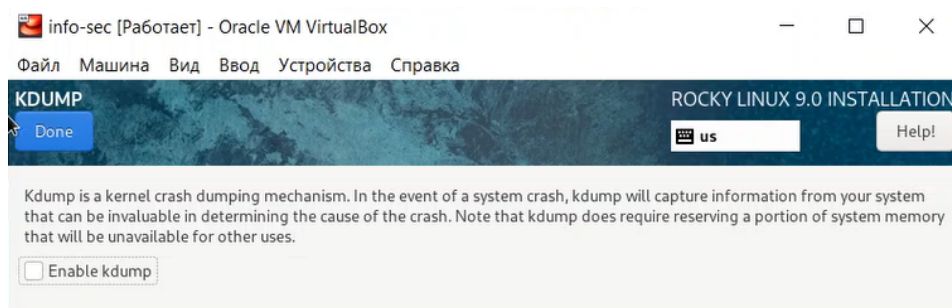 info-sec [Работает] - Oracle VM VirtualBox
Файл Машина Вид Ввод Устройства Справка
KDUMP
ROCKY LINUX 9.0 INSTALLATION
Done
us
Help!
Kdump is a kernel crash dumping mechanism. In the event of a system crash, kdump will capture information from your system
that can be invaluable in determining the cause of the crash. Note that kdump does require reserving a portion of system memory
that will be unavailable for other uses.
Enable kdump